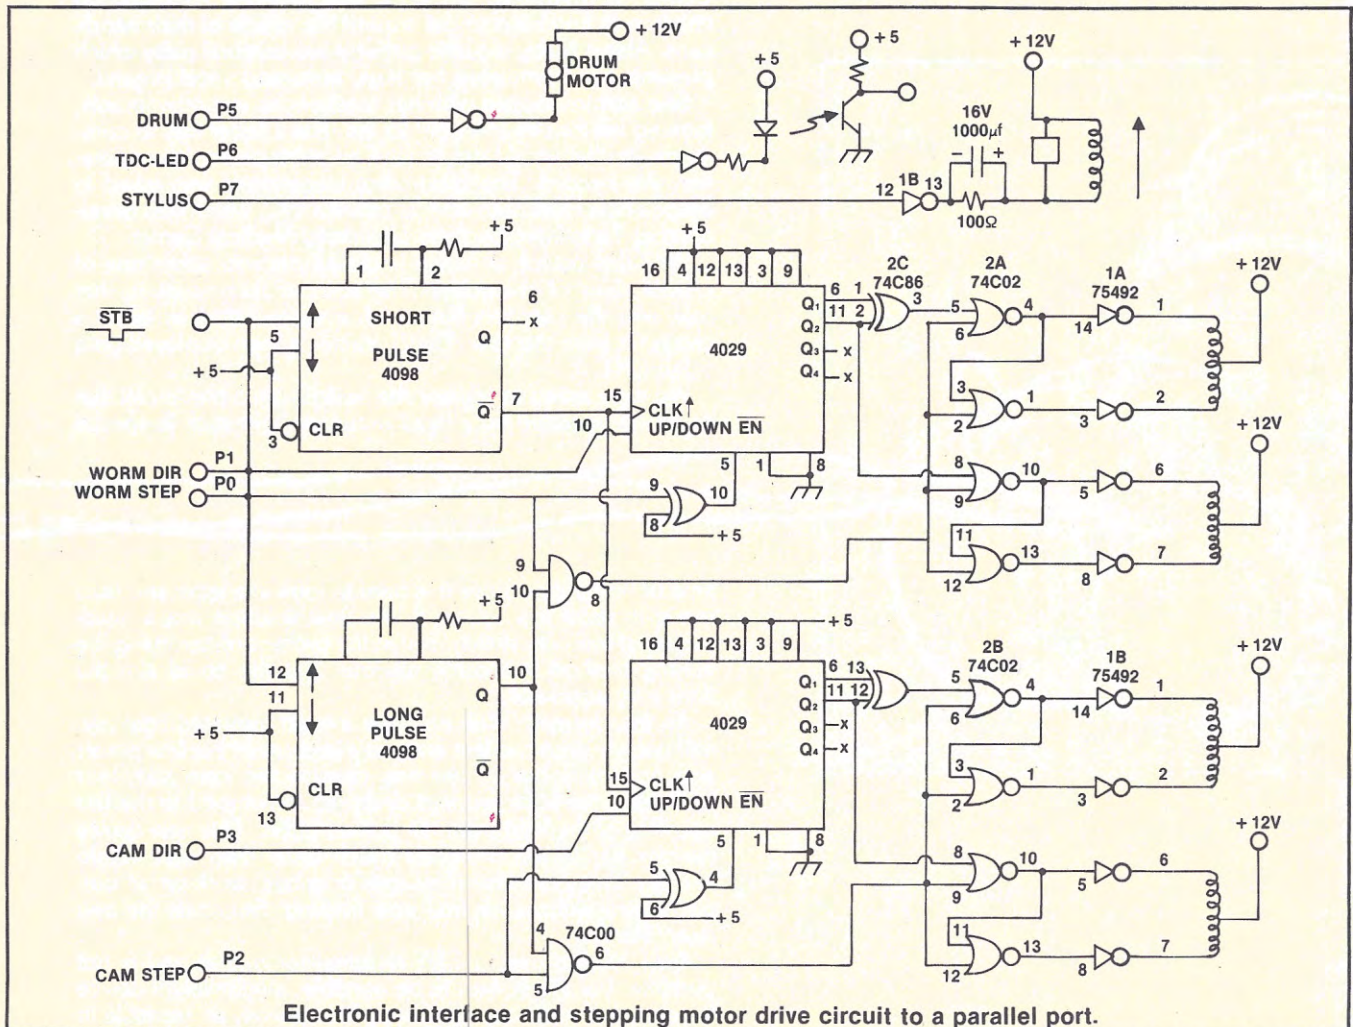 + 12V
DRUM
MOTOR
DRUM P5
+ 5
+ 5
+ 12V
TDC-LED P6
16V
1000µf
− +
STYLUS P7
12 1B 13
100Ω
+ 5
1 2
+ 5
16 4 12 13 3 9
STB
5
SHORT
PULSE
4098
6
x
Q
Q 7
+ 5
3 CLR
4029
Q1 6 1
Q2 11 2
Q3 x
Q4 x
15 CLK↑
10 UP/DOWN EN
5 1 8
2C
74C86
3
2A
74C02
5 4
6
1A
75492
14 1
+ 12V
3 1
2
3 2
+ 12V
8 10
9
5 6
11 13
12
8 7
WORM DIR P1
WORM STEP P0
9 10
8
+ 5
9
10 8
+ 5
12
11
LONG
PULSE
4098
10
Q
Q
+ 5
13 CLR
+ 5
16 4 12 13 3 9
4029
Q1 6 13
Q2 11 12
Q3 x
Q4 x
15 CLK↑
10 UP/DOWN EN
5 1 8
2B
74C02
5 4
6
1B
75492
14 1
+ 12V
3 1
2
3 2
+ 12V
8 10
9
5 6
11 13
12
8 7
CAM DIR P3
5 4
6
+ 5
74C00
4 6
5
CAM STEP P2
Electronic interface and stepping motor drive circuit to a parallel port.